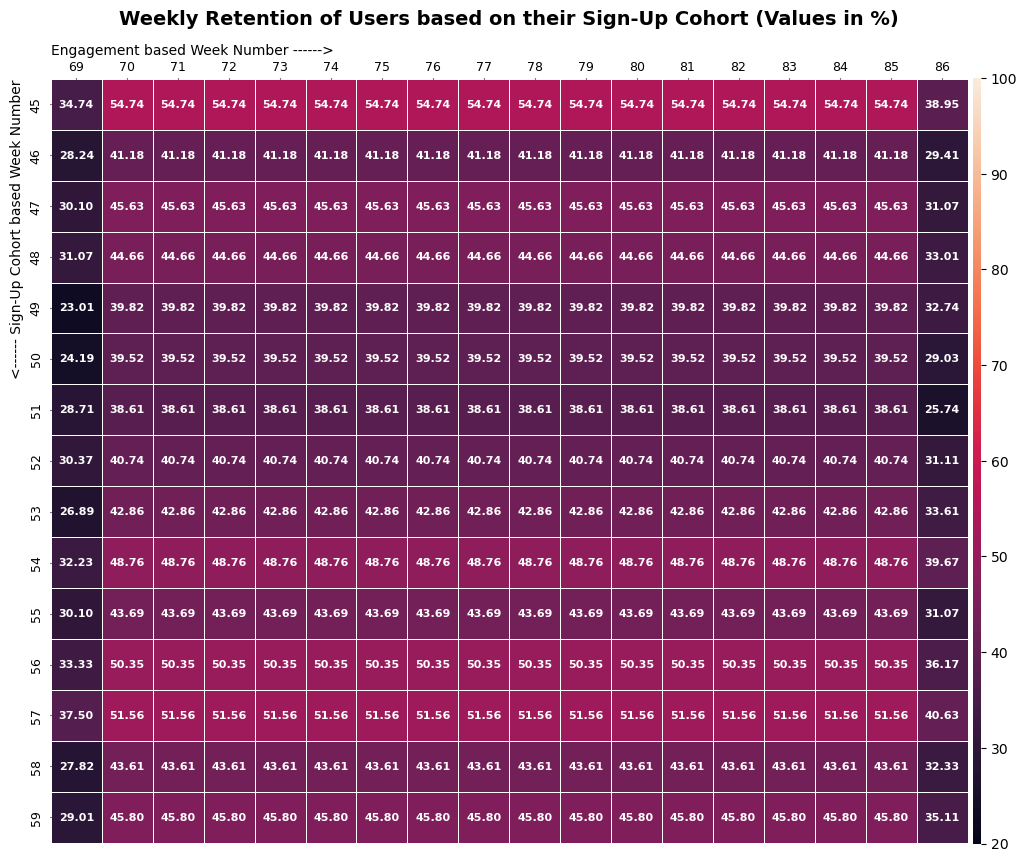 Weekly Retention of Users based on their Sign-Up Cohort (Values in %)
Engagement based Week Number ------>
69 70 71 72 73 74 75 76 77 78 79 80 81 82 83 84 85 86
<----- Sign-Up Cohort based Week Number
45 34.74 54.74 54.74 54.74 54.74 54.74 54.74 54.74 54.74 54.74 54.74 54.74 54.74 54.74 54.74 54.74 54.74 38.95
46 28.24 41.18 41.18 41.18 41.18 41.18 41.18 41.18 41.18 41.18 41.18 41.18 41.18 41.18 41.18 41.18 41.18 29.41
47 30.10 45.63 45.63 45.63 45.63 45.63 45.63 45.63 45.63 45.63 45.63 45.63 45.63 45.63 45.63 45.63 45.63 31.07
48 31.07 44.66 44.66 44.66 44.66 44.66 44.66 44.66 44.66 44.66 44.66 44.66 44.66 44.66 44.66 44.66 44.66 33.01
49 23.01 39.82 39.82 39.82 39.82 39.82 39.82 39.82 39.82 39.82 39.82 39.82 39.82 39.82 39.82 39.82 39.82 32.74
50 24.19 39.52 39.52 39.52 39.52 39.52 39.52 39.52 39.52 39.52 39.52 39.52 39.52 39.52 39.52 39.52 39.52 29.03
51 28.71 38.61 38.61 38.61 38.61 38.61 38.61 38.61 38.61 38.61 38.61 38.61 38.61 38.61 38.61 38.61 38.61 25.74
52 30.37 40.74 40.74 40.74 40.74 40.74 40.74 40.74 40.74 40.74 40.74 40.74 40.74 40.74 40.74 40.74 40.74 31.11
53 26.89 42.86 42.86 42.86 42.86 42.86 42.86 42.86 42.86 42.86 42.86 42.86 42.86 42.86 42.86 42.86 42.86 33.61
54 32.23 48.76 48.76 48.76 48.76 48.76 48.76 48.76 48.76 48.76 48.76 48.76 48.76 48.76 48.76 48.76 48.76 39.67
55 30.10 43.69 43.69 43.69 43.69 43.69 43.69 43.69 43.69 43.69 43.69 43.69 43.69 43.69 43.69 43.69 43.69 31.07
56 33.33 50.35 50.35 50.35 50.35 50.35 50.35 50.35 50.35 50.35 50.35 50.35 50.35 50.35 50.35 50.35 50.35 36.17
57 37.50 51.56 51.56 51.56 51.56 51.56 51.56 51.56 51.56 51.56 51.56 51.56 51.56 51.56 51.56 51.56 51.56 40.63
58 27.82 43.61 43.61 43.61 43.61 43.61 43.61 43.61 43.61 43.61 43.61 43.61 43.61 43.61 43.61 43.61 43.61 32.33
59 29.01 45.80 45.80 45.80 45.80 45.80 45.80 45.80 45.80 45.80 45.80 45.80 45.80 45.80 45.80 45.80 45.80 35.11
100
90
80
70
60
50
40
30
20